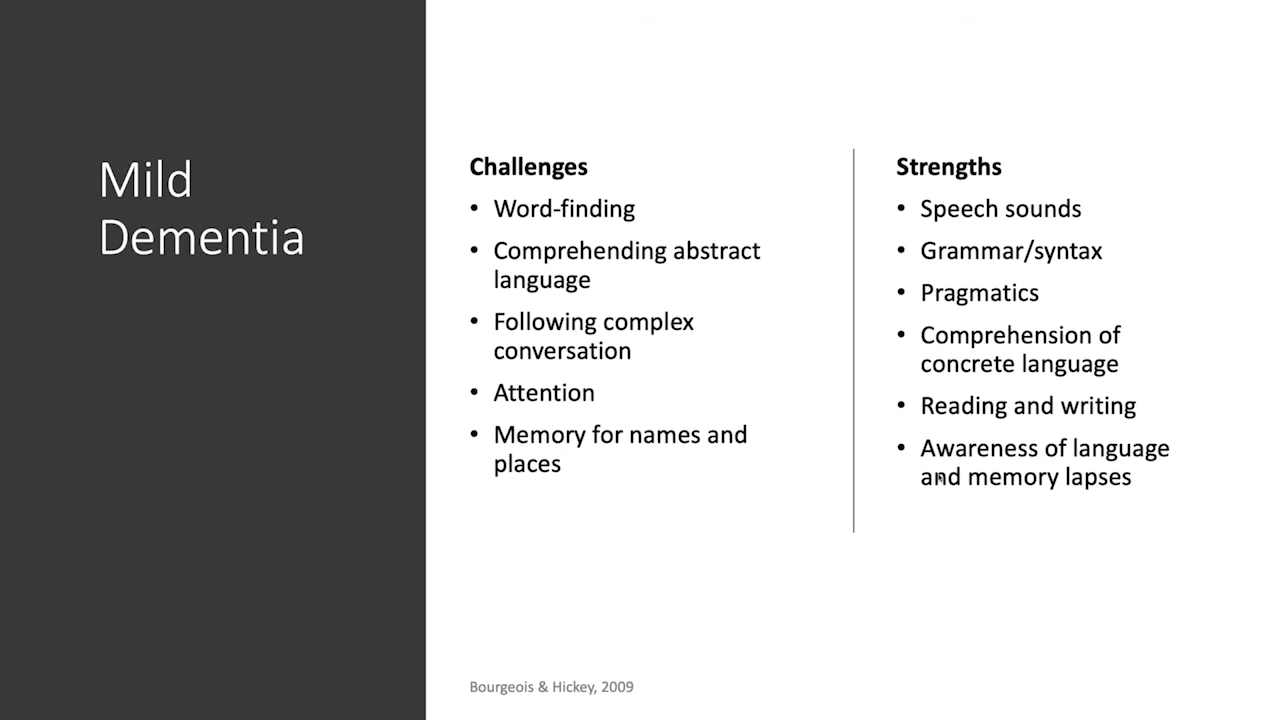 Mild
Dementia
Challenges
• Word-finding
• Comprehending abstract
language
• Following complex
conversation
• Attention
• Memory for names and
places
Strengths
• Speech sounds
• Grammar/syntax
• Pragmatics
• Comprehension of
concrete language
• Reading and writing
• Awareness of language
and memory lapses
Bourgeois & Hickey, 2009